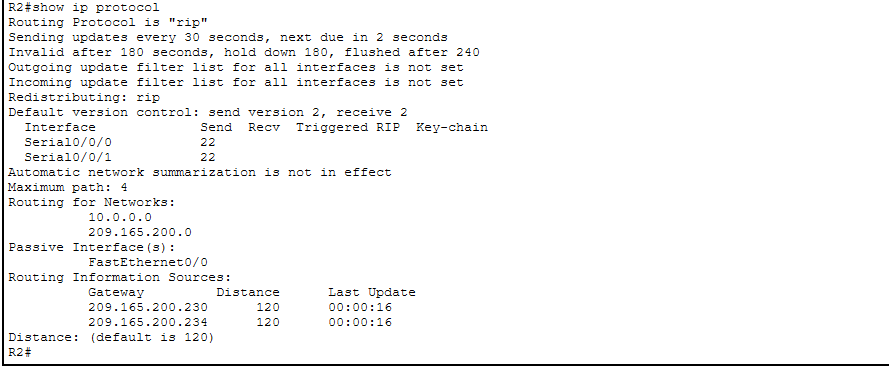 R2#show ip protocol
Routing Protocol is "rip"
Sending updates every 30 seconds, next due in 2 seconds
Invalid after 180 seconds, hold down 180, flushed after 240
Outgoing update filter list for all interfaces is not set
Incoming update filter list for all interfaces is not set
Redistributing: rip
Default version control: send version 2, receive 2
  Interface             Send  Recv  Triggered RIP  Key-chain
  Serial0/0/0           22
  Serial0/0/1           22
Automatic network summarization is not in effect
Maximum path: 4
Routing for Networks:
          10.0.0.0
          209.165.200.0
Passive Interface(s):
          FastEthernet0/0
Routing Information Sources:
          Gateway         Distance      Last Update
          209.165.200.230      120      00:00:16
          209.165.200.234      120      00:00:16
Distance: (default is 120)
R2#